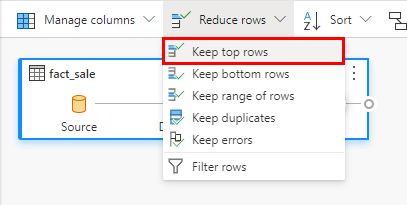 Manage columns
Reduce rows
Sort
fact_sale
Keep top rows
Keep bottom rows
Keep range of rows
Keep duplicates
Keep errors
Filter rows
Source
D